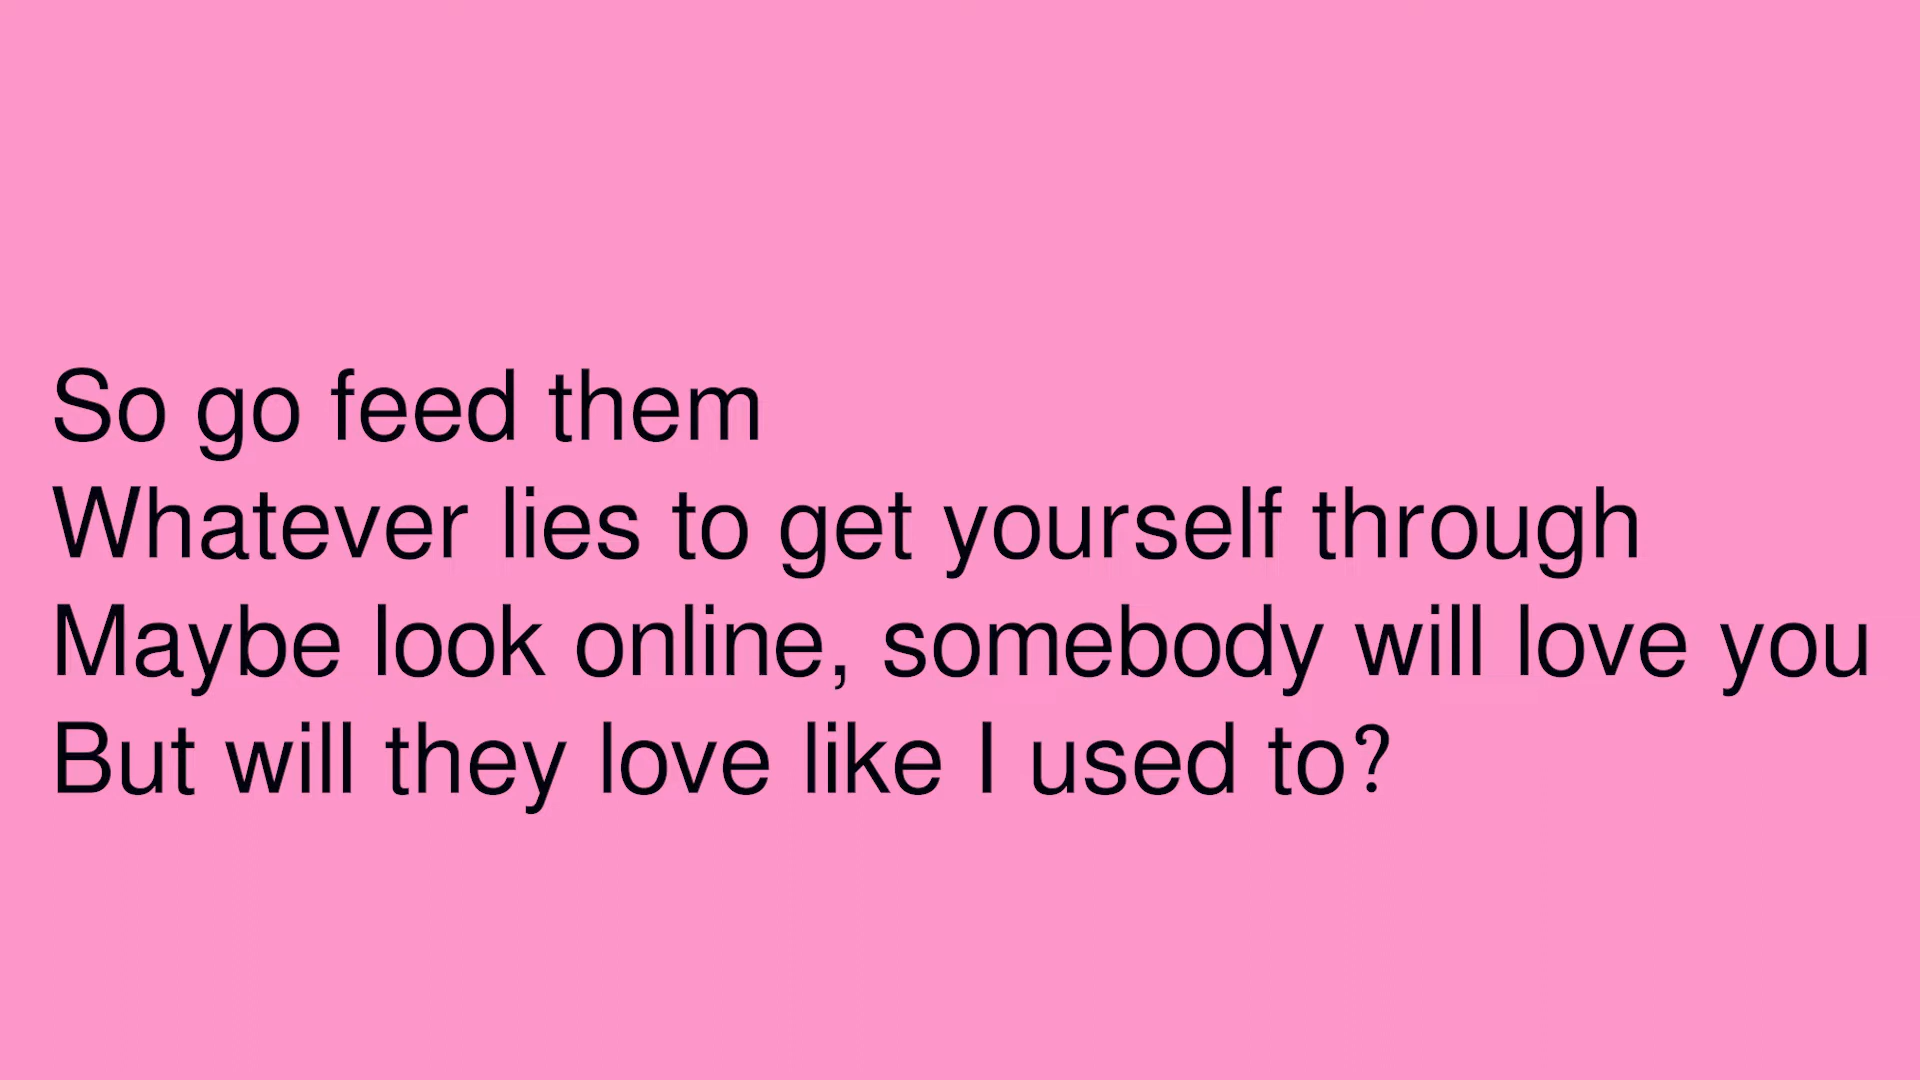 So go feed them
Whatever lies to get yourself through
Maybe look online, somebody will love you
But will they love like I used to?